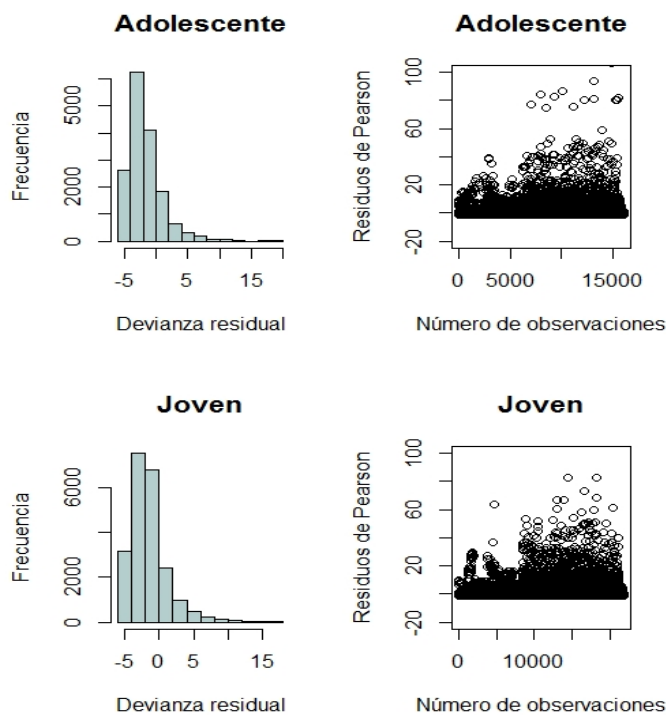 Adolescente
Frecuencia
0
2000
5000
-5
5
15
Devianza residual
Adolescente
Residuos de Pearson
-20
20
60
100
0
5000
15000
Número de observaciones
Joven
Frecuencia
0
2000
6000
-5
0
5
15
Devianza residual
Joven
Residuos de Pearson
-20
20
60
100
0
10000
Número de observaciones